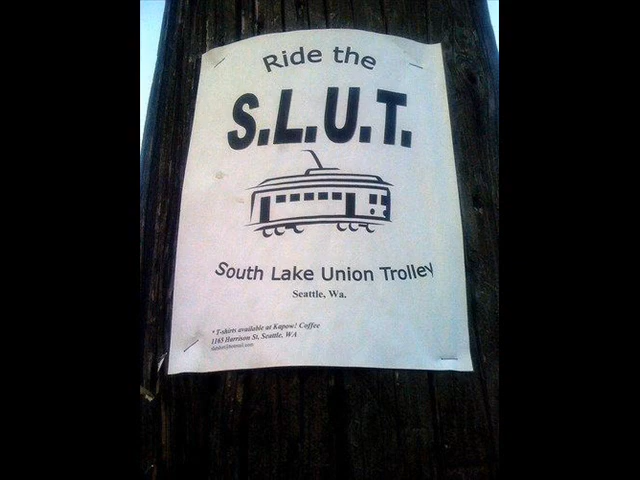 Ride the
S.L.U.T.
South Lake Union Trolley
Seattle, Wa.
* T-shirts available at Kapow! Coffee
1165 Harrison St, Seattle, WA